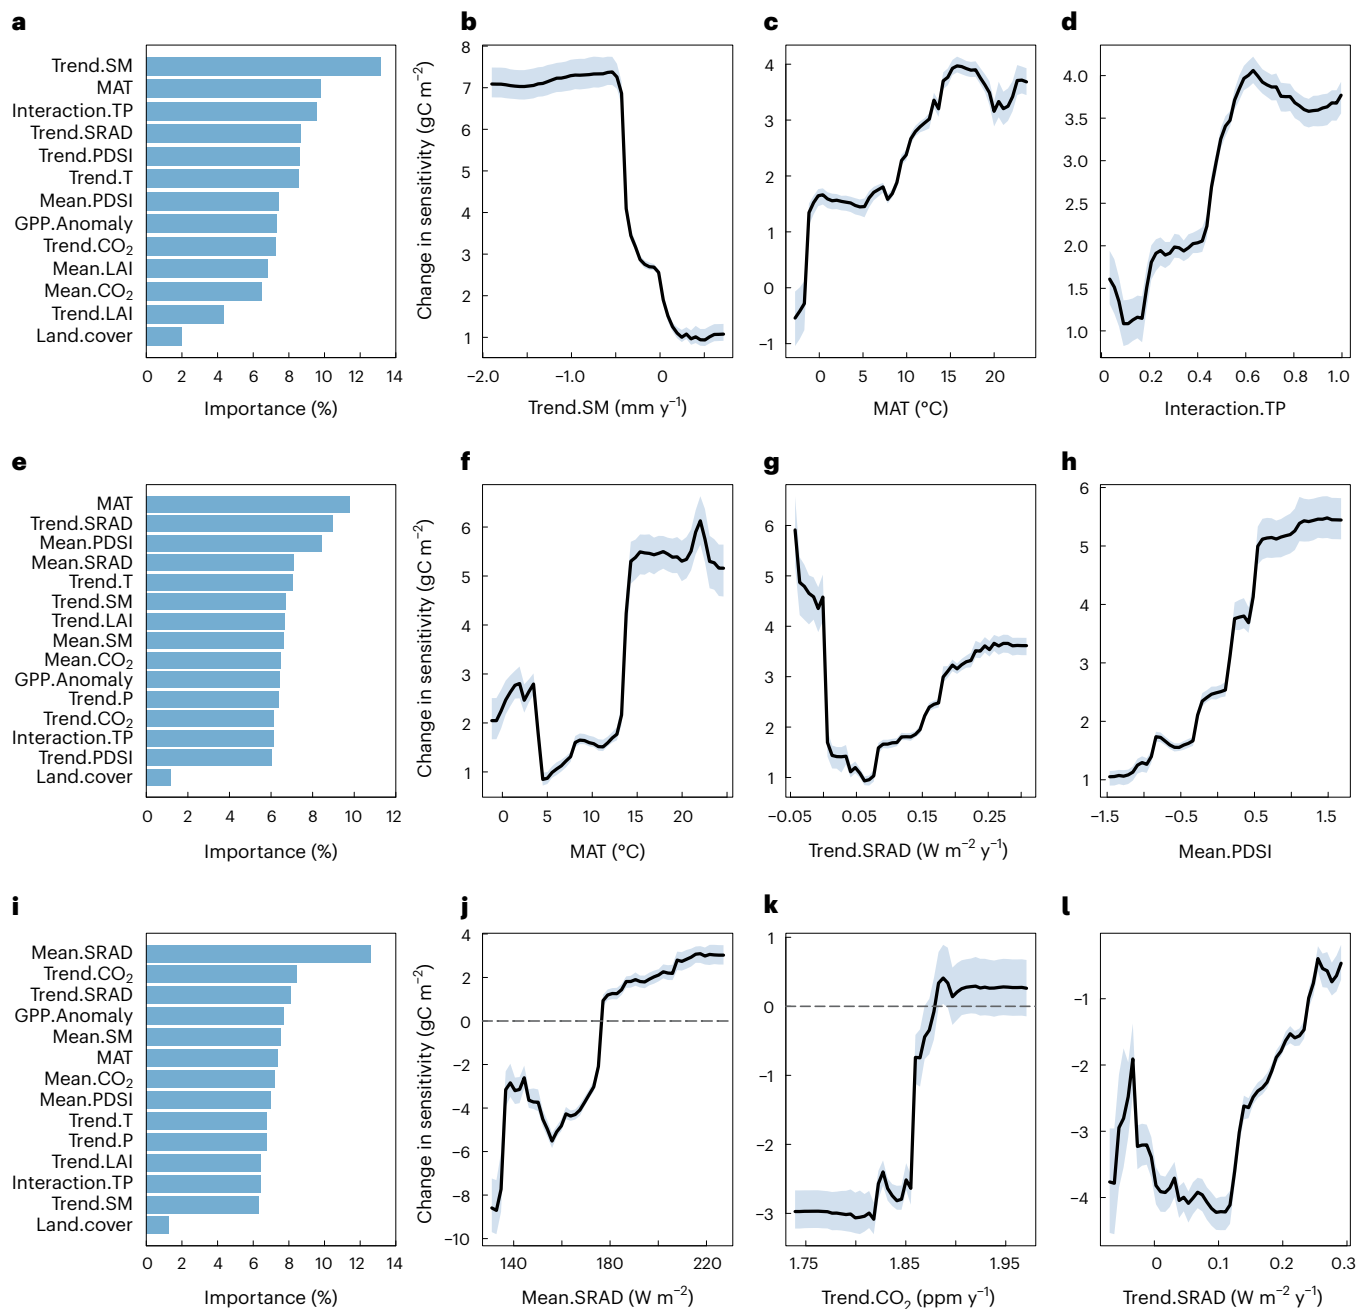 a
Trend.SM
MAT
Interaction.TP
Trend.SRAD
Trend.PDSI
Trend.T
Mean.PDSI
GPP.Anomaly
Trend.CO₂
Mean.LAI
Mean.CO₂
Trend.LAI
Land.cover
0 2 4 6 8 10 12 14
Importance (%)
b
Change in sensitivity (gC m⁻²)
8
7
6
5
4
3
2
1
−2.0 −1.0 0
Trend.SM (mm y⁻¹)
c
4
3
2
1
0
−1
0 5 10 15 20
MAT (°C)
d
4.0
3.5
3.0
2.5
2.0
1.5
1.0
0 0.2 0.4 0.6 0.8 1.0
Interaction.TP
e
MAT
Trend.SRAD
Mean.PDSI
Mean.SRAD
Trend.T
Trend.SM
Trend.LAI
Mean.SM
Mean.CO₂
GPP.Anomaly
Trend.P
Trend.CO₂
Interaction.TP
Trend.PDSI
Land.cover
0 2 4 6 8 10 12
Importance (%)
f
Change in sensitivity (gC m⁻²)
6
5
4
3
2
1
0 5 10 15 20
MAT (°C)
g
6
5
4
3
2
1
−0.05 0.05 0.15 0.25
Trend.SRAD (W m⁻² y⁻¹)
h
6
5
4
3
2
1
−1.5 −0.5 0.5 1.5
Mean.PDSI
i
Mean.SRAD
Trend.CO₂
Trend.SRAD
GPP.Anomaly
Mean.SM
MAT
Mean.CO₂
Mean.PDSI
Trend.T
Trend.P
Trend.LAI
Interaction.TP
Trend.SM
Land.cover
0 2 4 6 8 10 12 14
Importance (%)
j
Change in sensitivity (gC m⁻²)
4
2
0
−2
−4
−6
−8
−10
140 180 220
Mean.SRAD (W m⁻²)
k
1
0
−1
−2
−3
1.75 1.85 1.95
Trend.CO₂ (ppm y⁻¹)
l
−1
−2
−3
−4
0 0.1 0.2 0.3
Trend.SRAD (W m⁻² y⁻¹)